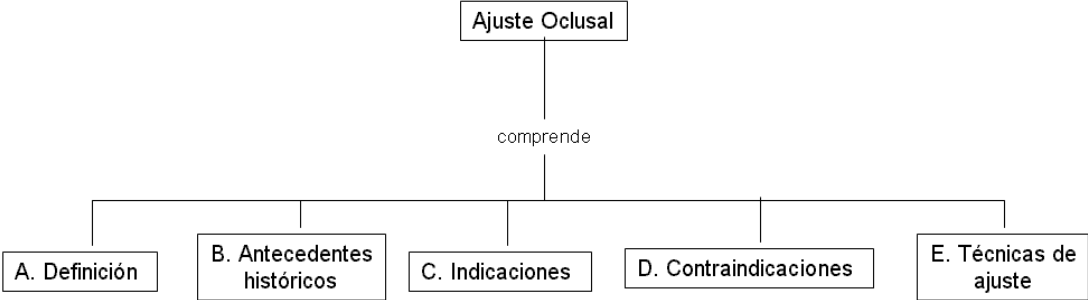 Ajuste Oclusal
comprende
A. Definición
B. Antecedentes
históricos
C. Indicaciones
D. Contraindicaciones
E. Técnicas de
ajuste